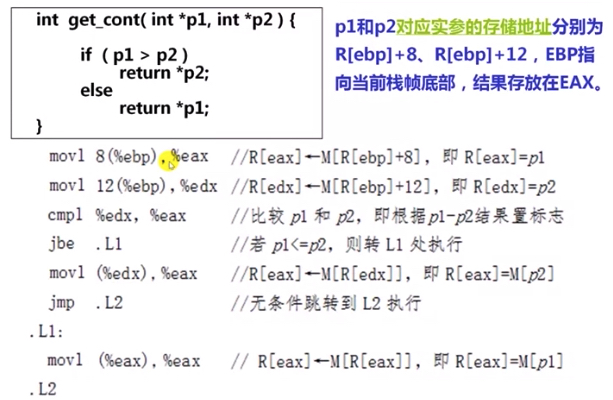 int get_cont( int *p1, int *p2 ) {
if ( p1 > p2 )
return *p2;
else
return *p1;
}
p1和p2对应实参的存储地址分别为
R[ebp]+8、R[ebp]+12，EBP指
向当前栈帧底部，结果存放在EAX。
movl 8(%ebp),%eax //R[eax]←M[R[ebp]+8]，即 R[eax]=p1
movl 12(%ebp),%edx //R[edx]←M[R[ebp]+12]，即 R[edx]=p2
cmpl %edx, %eax //比较 p1 和 p2，即根据p1-p2结果置标志
jbe .L1 //若 p1<=p2，则转 L1 处执行
movl (%edx),%eax //R[eax]←M[R[edx]]，即 R[eax]=M[p2]
jmp .L2 //无条件跳转到 L2 执行
.L1:
movl (%eax),%eax // R[eax]←M[R[eax]]，即 R[eax]=M[p1]
.L2